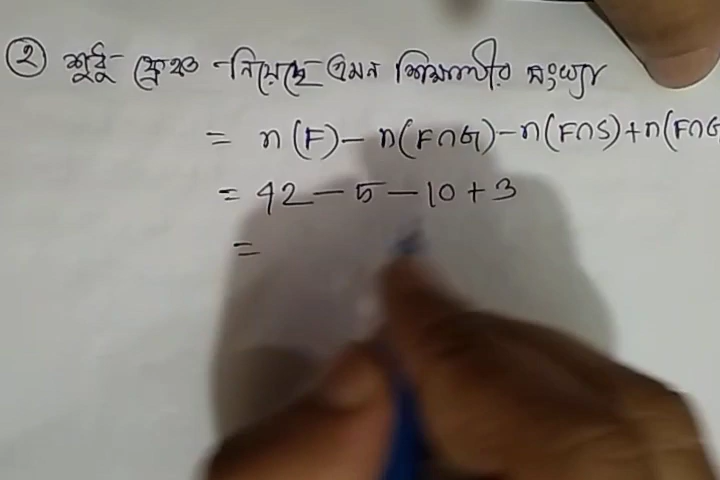 ② শুধু ফ্রেঞ্চ নিয়েছে এমন শিক্ষার্থীর সংখ্যা
= n(F) - n(F∩G) - n(F∩S) + n(F∩G
= 42 - 5 - 10 + 3
=